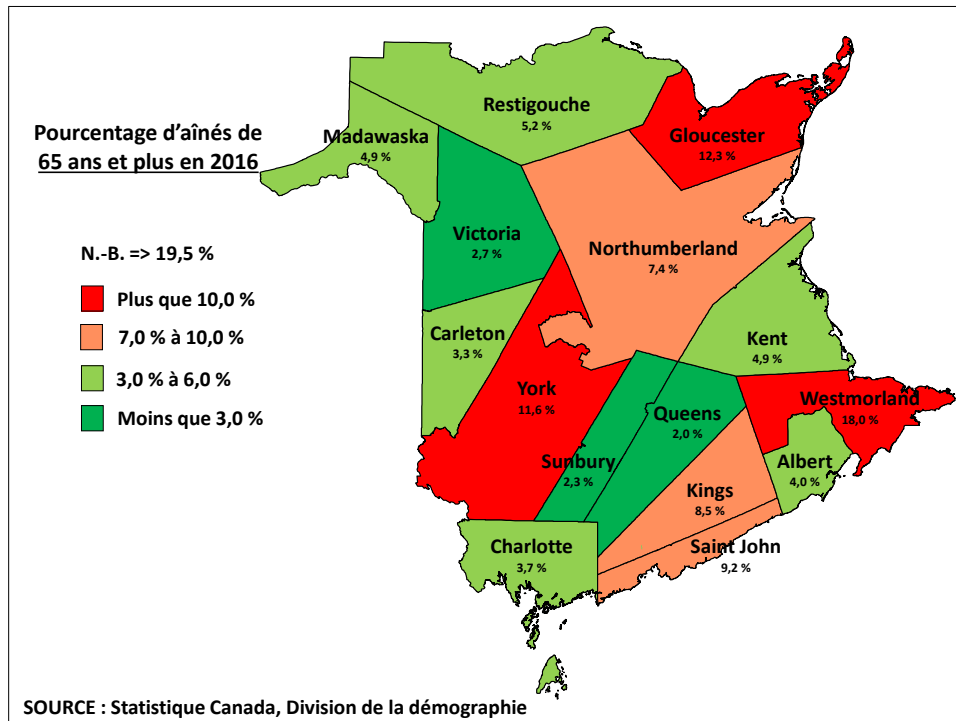 Pourcentage d'aînés de
65 ans et plus en 2016
N.-B. => 19,5 %
Plus que 10,0 %
7,0 % à 10,0 %
3,0 % à 6,0 %
Moins que 3,0 %
Restigouche
5,2 %
Madawaska
4,9 %
Gloucester
12,3 %
Victoria
2,7 %
Northumberland
7,4 %
Carleton
3,3 %
Kent
4,9 %
York
11,6 %
Westmorland
18,0 %
Queens
2,0 %
Sunbury
2,3 %
Albert
4,0 %
Kings
8,5 %
Charlotte
3,7 %
Saint John
9,2 %
SOURCE : Statistique Canada, Division de la démographie